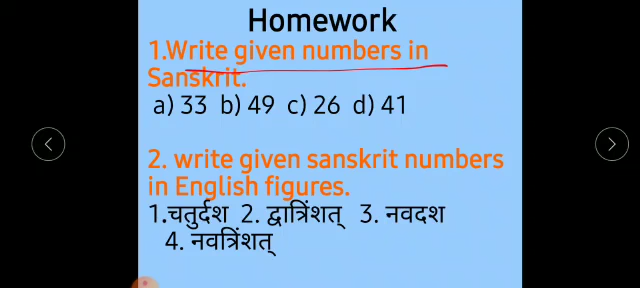 Homework
1.Write given numbers in
Sanskrit.
a) 33 b) 49 c) 26 d) 41
2. write given sanskrit numbers
in English figures.
1.चतुर्दश 2. द्वात्रिंशत् 3. नवदश
4. नवत्रिंशत्